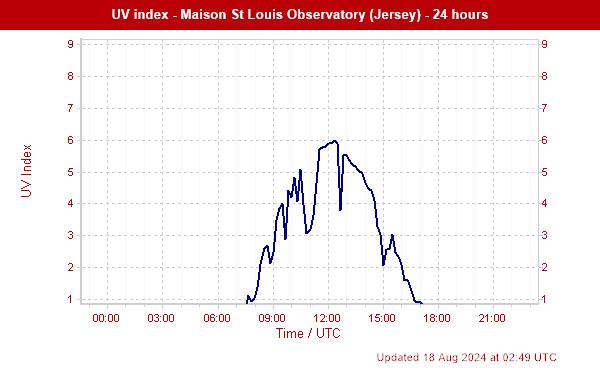 UV index - Maison St Louis Observatory (Jersey) - 24 hours
9 9
8 8
7 7
6 6
5 5
4 4
3 3
2 2
1 1
UV Index
00:00 03:00 06:00 09:00 12:00 15:00 18:00 21:00
Time / UTC
Updated 18 Aug 2024 at 02:49 UTC